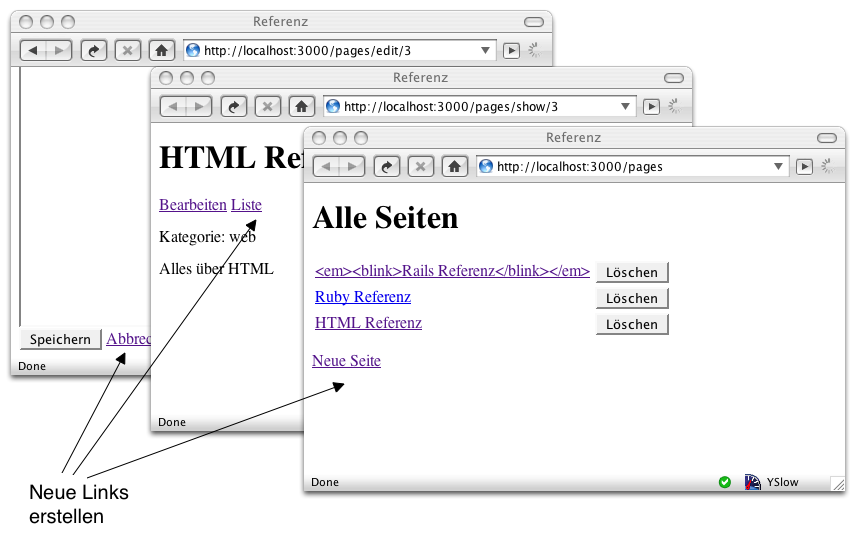 Referenz
http://localhost:3000/pages/edit/3
Speichern Abbrec
Done
Referenz
http://localhost:3000/pages/show/3
HTML Ref
Bearbeiten Liste
Kategorie: web
Alles über HTML
Done
Referenz
http://localhost:3000/pages
Alle Seiten
<em><blink>Rails Referenz</blink></em> Löschen
Ruby Referenz Löschen
HTML Referenz Löschen
Neue Seite
Done YSlow
Neue Links
erstellen